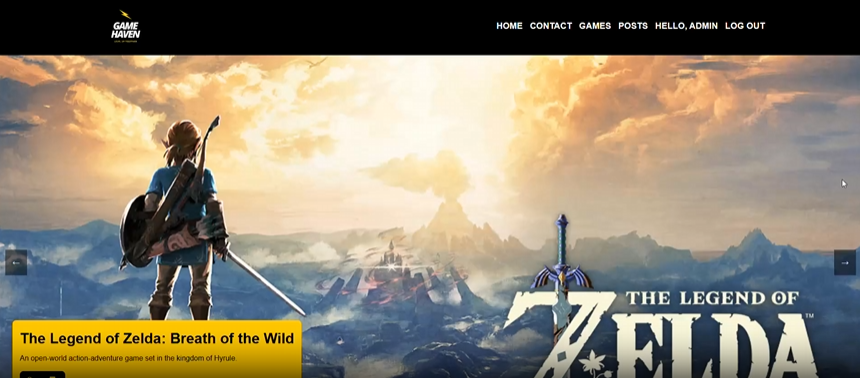 GAME
HAVEN
HOME CONTACT GAMES POSTS HELLO, ADMIN LOG OUT
THE LEGEND OF
ZELDA™
The Legend of Zelda: Breath of the Wild
An open-world action-adventure game set in the kingdom of Hyrule.